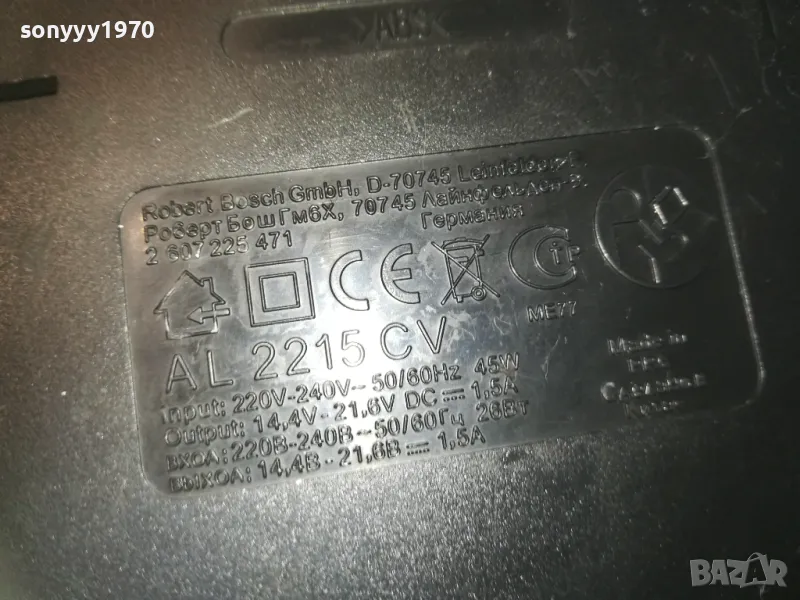 sonyyy1970
>ABS<
Robert Bosch GmbH, D-70745 Leinfelden-E.
Роберт Бош ГмбХ, 70745 Лайнфельден-Э.
Германия
2 607 225 471
CE
ME77
AL 2215 CV
Input: 220V-240V~50/60Hz 45W
Output: 14,4V-21,6V DC 1,5A
вход: 220В-240В~50/60Гц 26Вт
выход: 14,4В-21,6В 1,5А
Made in
BAZAR